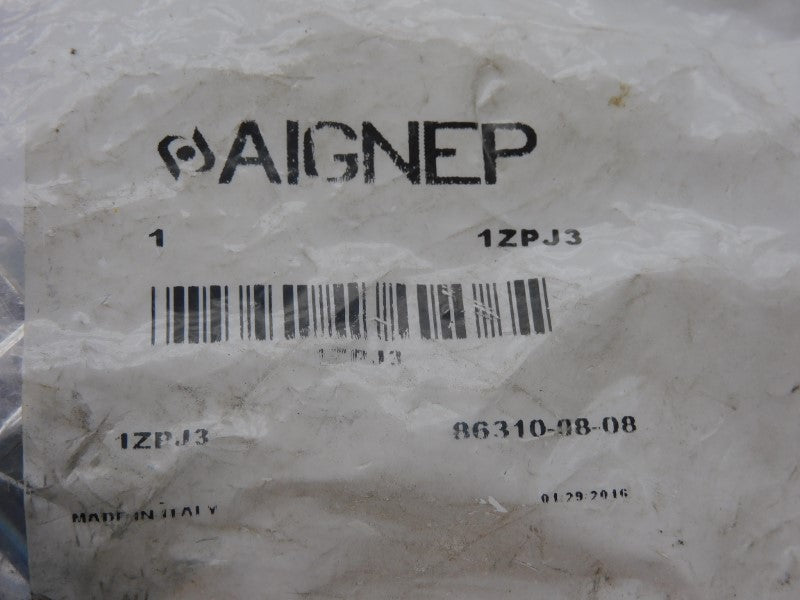 AIGNEP
1 1ZPJ3
1ZPJ3
1ZPJ3 86310-08-08
MADE IN ITALY 01/29/2016